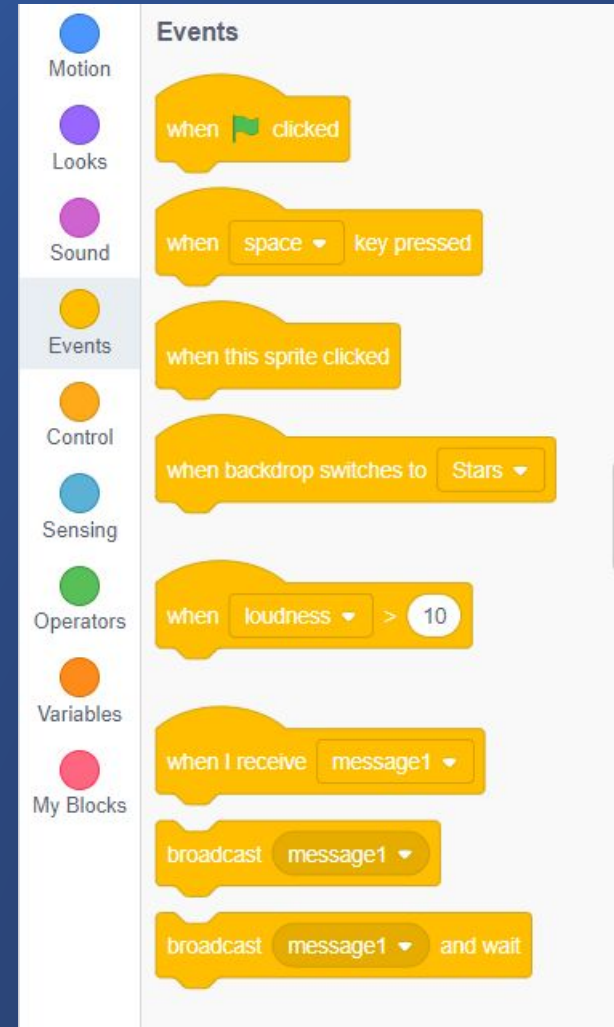 Events
Motion
when clicked
Looks
when space key pressed
Sound
Events
when this sprite clicked
Control
when backdrop switches to Stars
Sensing
Operators
when loudness > 10
Variables
when I receive message1
My Blocks
broadcast message1
broadcast message1 and wait